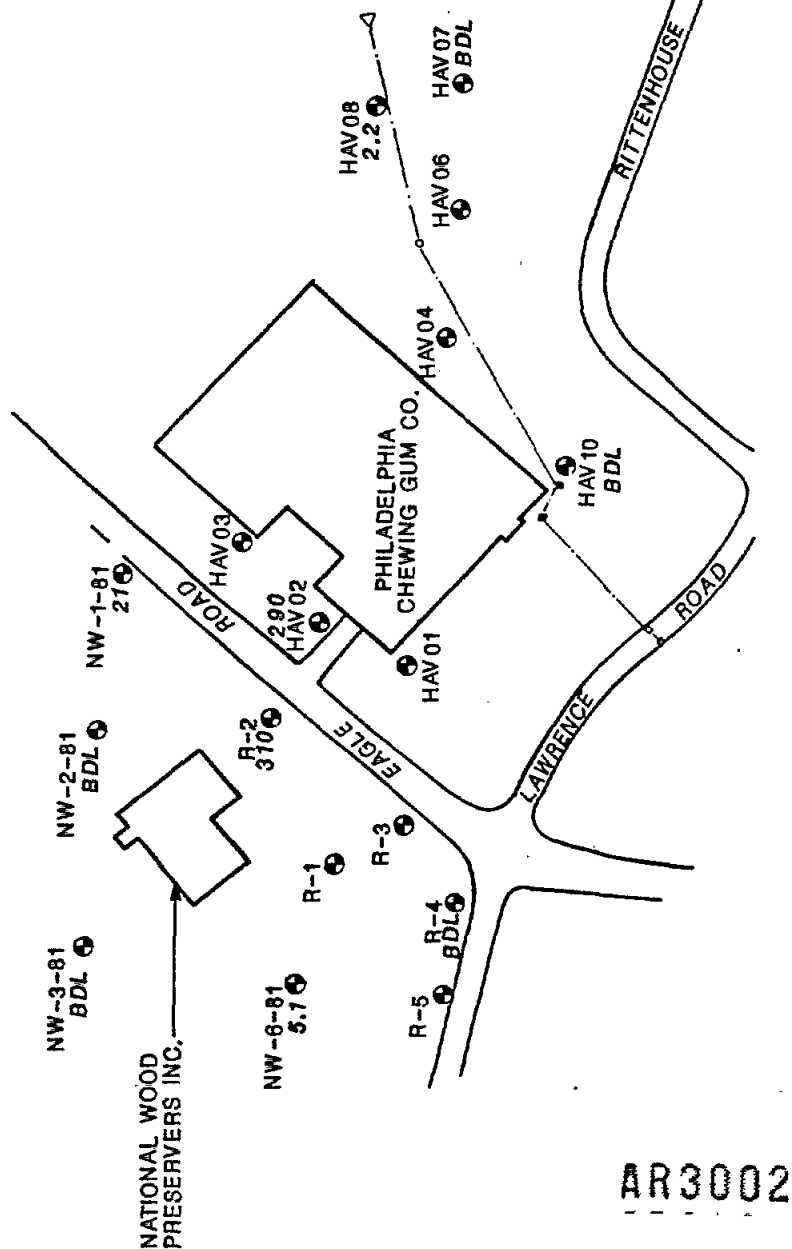 NW-3-81
BDL
NW-2-81
BDL
NW-1-81
21
NATIONAL WOOD
PRESERVERS INC.
NW-6-81
5.1
R-1
R-2
310
R-3
R-4
BDL
R-5
EAGLE
ROAD
HAV03
290
HAV02
HAV01
PHILADELPHIA
CHEWING GUM CO.
HAV04
HAV06
HAV08
2.2
HAV07
BDL
HAV10
BDL
LAWRENCE
ROAD
RITTENHOUSE
AR3002